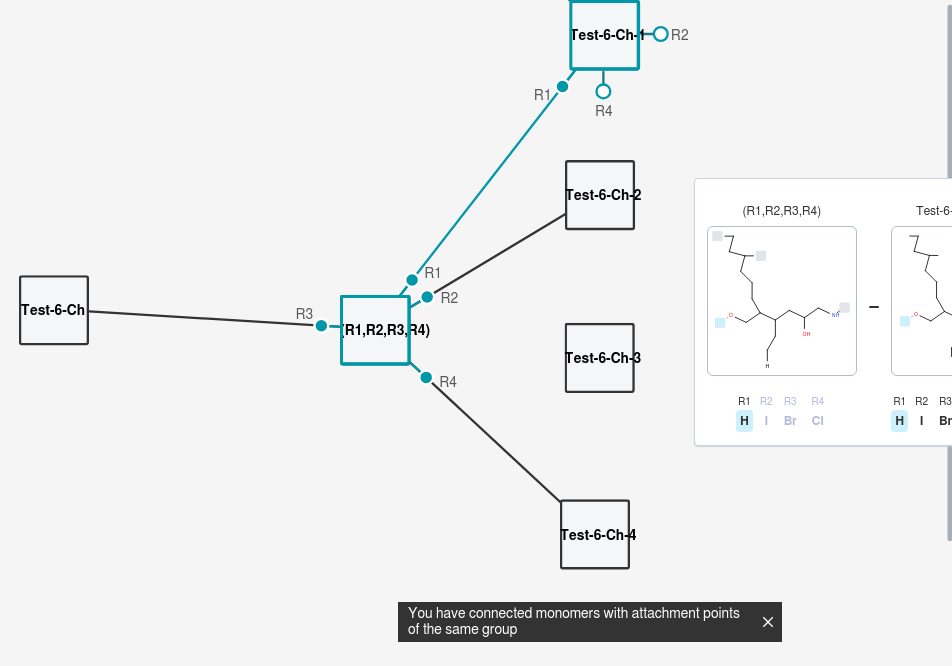 Test-6-Ch-1
R2
R1
R4
Test-6-Ch-2
(R1,R2,R3,R4)
Test-6-
R1
R2
Test-6-Ch
R3
(R1,R2,R3,R4)
O
NH
OH
H
O
Test-6-Ch-3
R4
R1 R2 R3 R4
H I Br Cl
R1 R2 R3
H I Br
Test-6-Ch-4
You have connected monomers with attachment points
of the same group